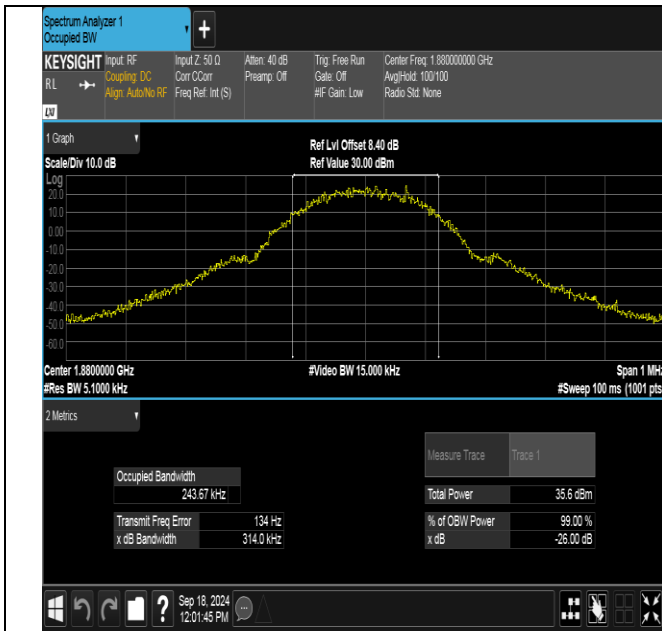 Spectrum Analyzer 1
Occupied BW
+
KEYSIGHT Input: RF Input Z: 50 Ω Atten: 40 dB Trig: Free Run Center Freq: 1.880000000 GHz
RL Coupling: DC Corr CCorr Preamp: Off Gate: Off Avg|Hold: 100/100
Align: Auto/No RF Freq Ref: Int (S) #IF Gain: Low Radio Std: None
LXI
1 Graph
Ref Lvl Offset 8.40 dB
Scale/Div 10.0 dB Ref Value 30.00 dBm
Log
20.0
10.0
0.00
-10.0
-20.0
-30.0
-40.0
-50.0
-60.0
Center 1.8800000 GHz #Video BW 15.000 kHz Span 1 MHz
#Res BW 5.1000 kHz #Sweep 100 ms (1001 pts
2 Metrics
Measure Trace Trace 1
Occupied Bandwidth
243.67 kHz
Total Power 35.6 dBm
Transmit Freq Error 134 Hz % of OBW Power 99.00 %
x dB Bandwidth 314.0 kHz x dB -26.00 dB
?
Sep 18, 2024
12:01:45 PM